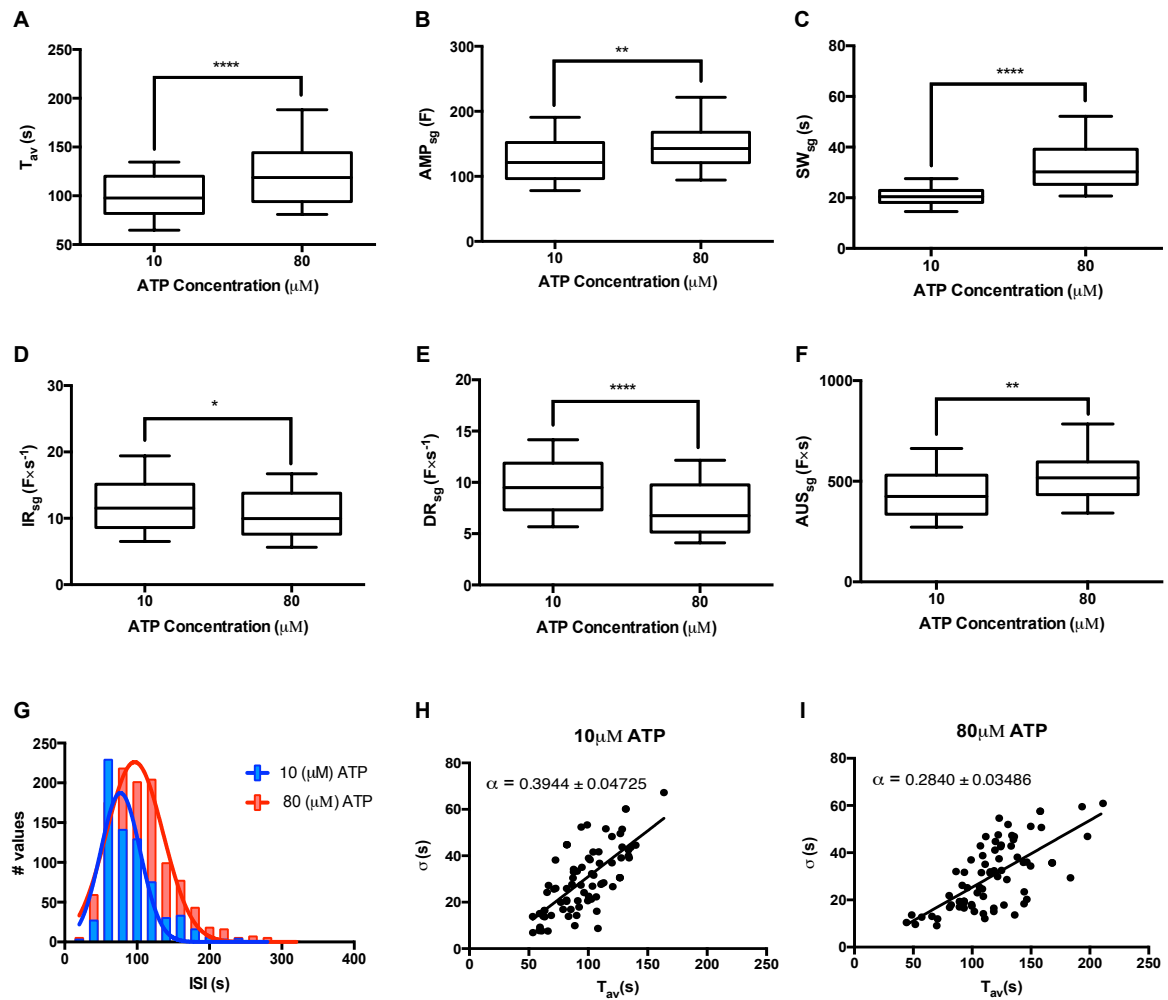 A
B
C
250
200
150
100
50
T_av (s)
****
10 80
ATP Concentration (µM)
300
200
100
0
AMP_sg (F)
**
10 80
ATP Concentration (µM)
80
60
40
20
0
SW_sg (s)
****
10 80
ATP Concentration (µM)
D
E
F
30
20
10
0
IR_sg (F×s⁻¹)
*
10 80
ATP Concentration (µM)
20
15
10
5
0
DR_sg (F×s⁻¹)
****
10 80
ATP Concentration (µM)
1000
500
0
AUS_sg (F×s)
**
10 80
ATP Concentration (µM)
G
250
200
150
100
50
0
# values
10 (µM) ATP
80 (µM) ATP
0 100 200 300 400
ISI (s)
H
10µM ATP
α = 0.3944 ± 0.04725
80
60
40
20
0
σ (s)
0 50 100 150 200 250
T_av(s)
I
80µM ATP
α = 0.2840 ± 0.03486
80
60
40
20
0
σ (s)
0 50 100 150 200 250
T_av(s)